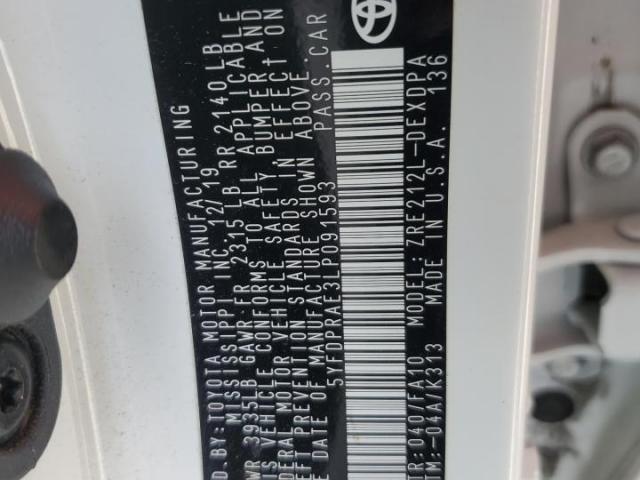 D.BY:TOYOTA MOTOR MANUFACTURING
MISSISSIPPI INC. 12/19
WR 3935LB GAWR FR 2315 LB RR 2140LB
IS VEHICLE CONFORMS TO ALL APPLICABLE
DERAL MOTOR VEHICLE SAFETY, BUMPER, AND
EFT PREVENTION STANDARDS IN EFFECT ON
E DATE OF MANUFACTURE SHOWN ABOVE.
5YFDPRAE3LP091593 PASS.CAR
TR: 040/FA10 MODEL: ZRE212L-DEXDPA
TM:-04A/K313 MADE IN U.S.A. 136